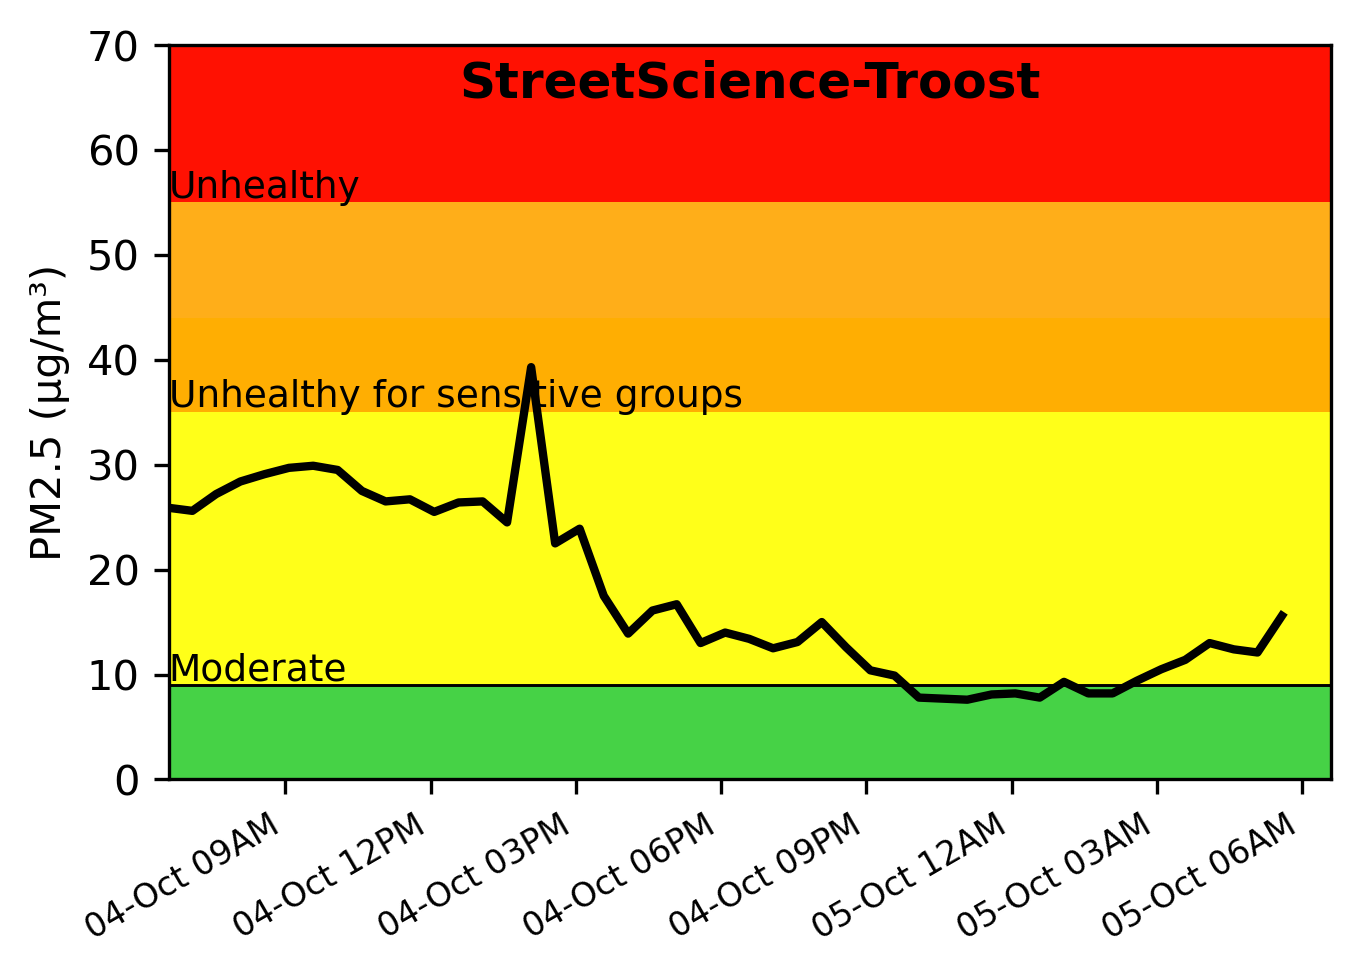 StreetScience-Troost
70
60
50
40
30
20
10
0
PM2.5 (µg/m³)
Unhealthy
Unhealthy for sensitive groups
Moderate
04-Oct 09AM
04-Oct 12PM
04-Oct 03PM
04-Oct 06PM
04-Oct 09PM
05-Oct 12AM
05-Oct 03AM
05-Oct 06AM